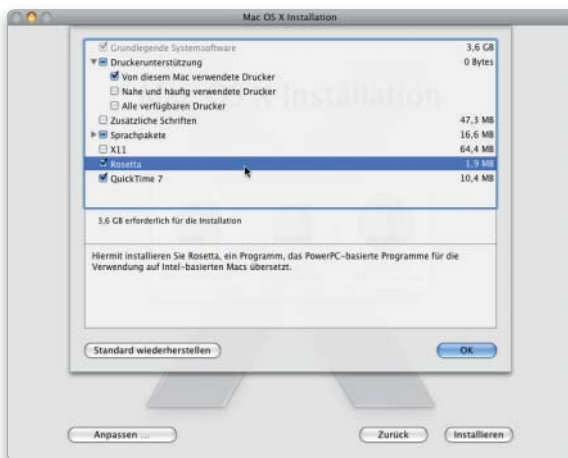 Mac OS X Installation
Grundlegende Systemsoftware 3,6 GB
Druckerunterstützung 0 Bytes
Von diesem Mac verwendete Drucker
Nahe und häufig verwendete Drucker
Alle verfügbaren Drucker
Zusätzliche Schriften 47,3 MB
Sprachpakete 16,6 MB
X11 64,4 MB
Rosetta 1,9 MB
QuickTime 7 10,4 MB
3,6 GB erforderlich für die Installation
Hiermit installieren Sie Rosetta, ein Programm, das PowerPC-basierte Programme für die
Verwendung auf Intel-basierten Macs übersetzt.
Standard wiederherstellen OK
Anpassen ... Zurück Installieren